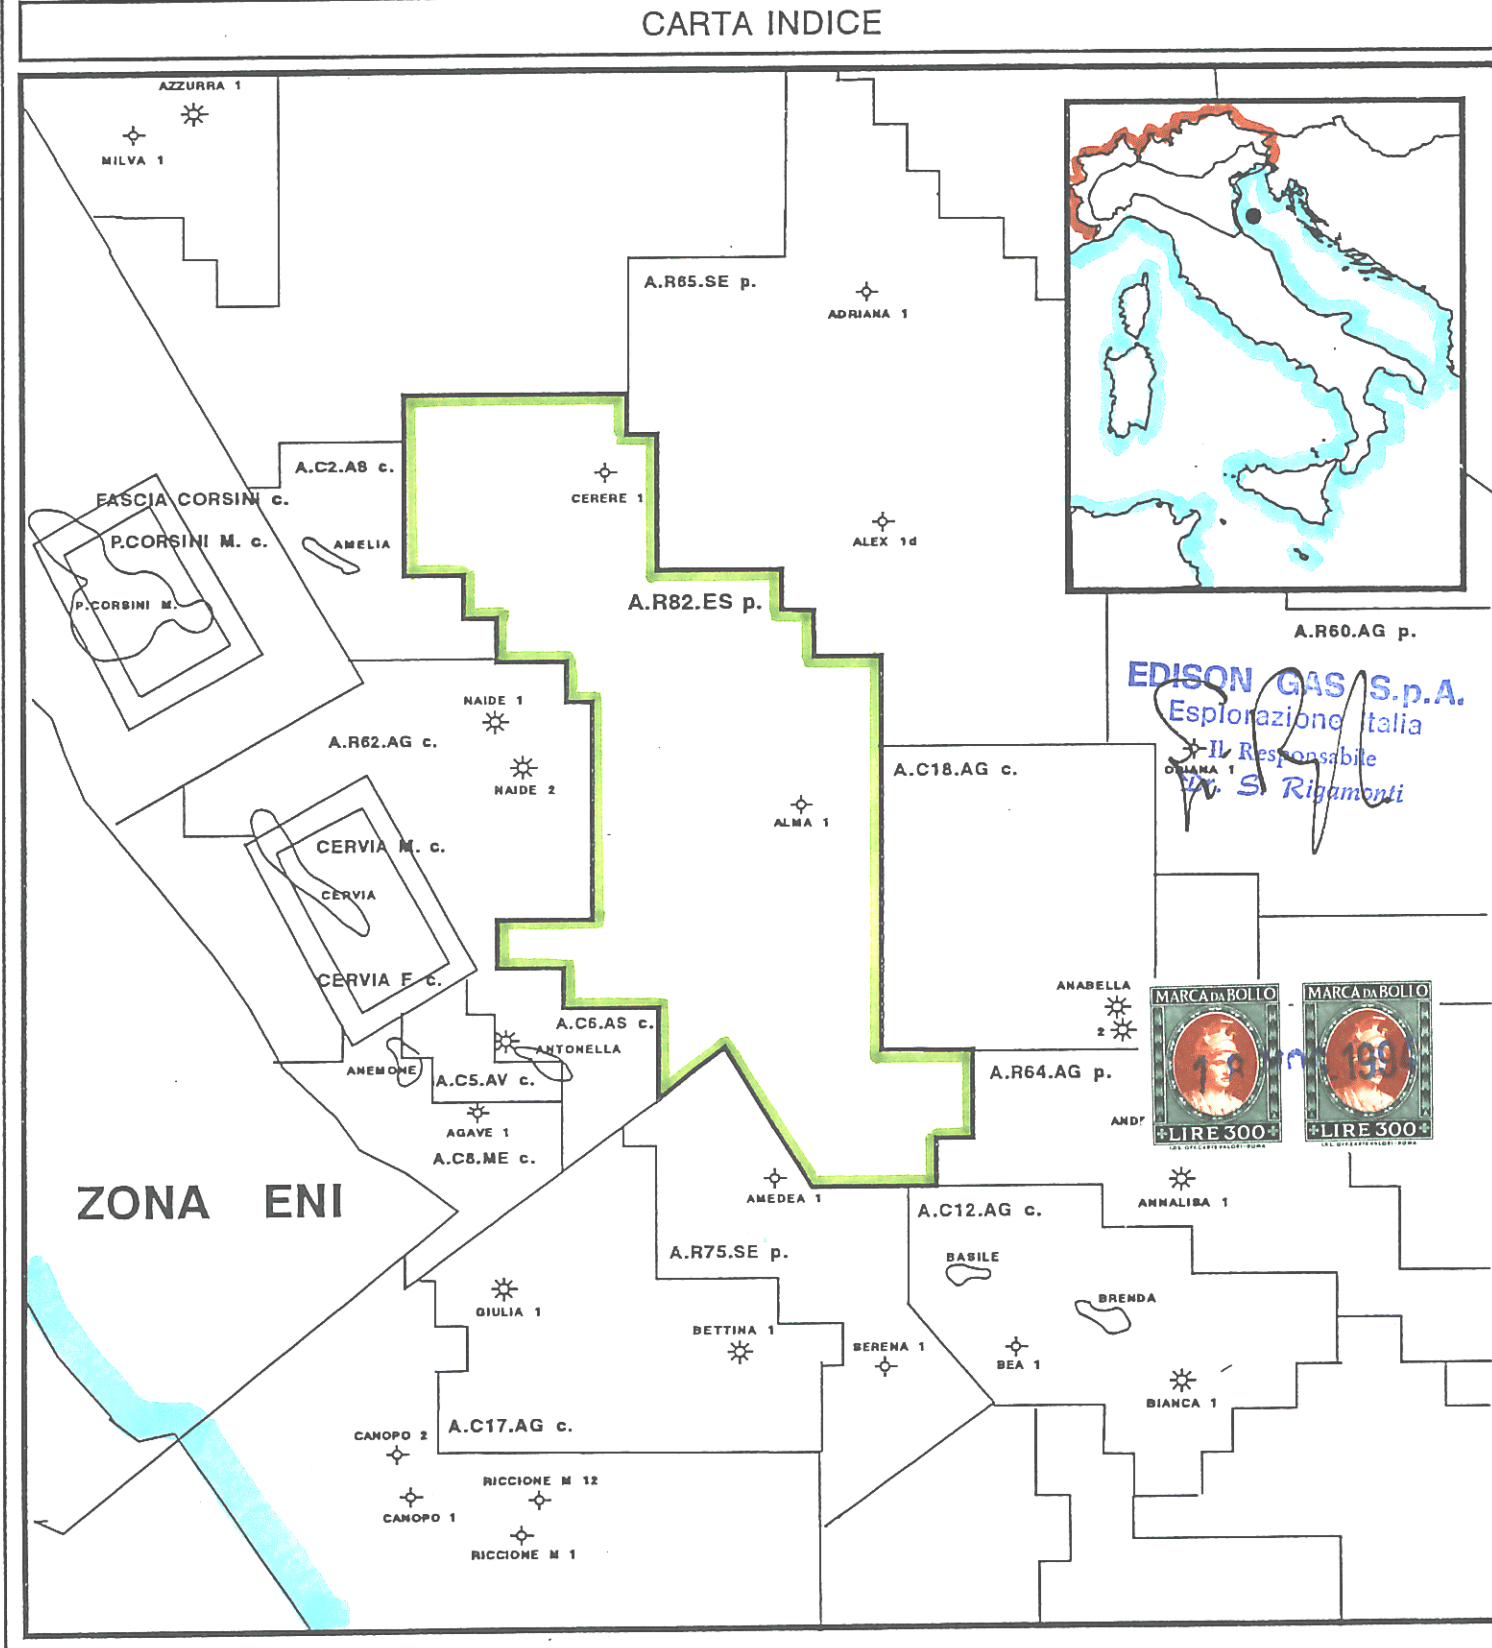 CARTA INDICE
AZZURRA 1
MILVA 1
A.R65.SE p.
ADRIANA 1
A.C2.AS c.
CERERE 1
FASCIA CORSINI c.
P.CORSINI M. c.
AMELIA
ALEX 1d
P.CORSINI M.
A.R82.ES p.
A.R60.AG p.
EDISON GAS S.p.A.
Esplorazione Italia
Il Responsabile
Dr. S. Rigamonti
NAIDE 1
A.R62.AG c.
NAIDE 2
A.C18.AG c.
ORIANA 1
ALMA 1
CERVIA M. c.
CERVIA
CERVIA F. c.
ANABELLA
2
MARCA DA BOLLO
MARCA DA BOLLO
A.C6.AS c.
ANTONELLA
ANEMONE
A.C5.AV c.
A.R64.AG p.
1994
AGAVE 1
LIRE 300
LIRE 300
A.C8.ME c.
ZONA ENI
AMEDEA 1
ANNALISA 1
A.C12.AG c.
A.R75.SE p.
BASILE
GIULIA 1
BRENDA
BETTINA 1
SERENA 1
BEA 1
BIANCA 1
A.C17.AG c.
CANOPO 2
RICCIONE M 12
CANOPO 1
RICCIONE M 1